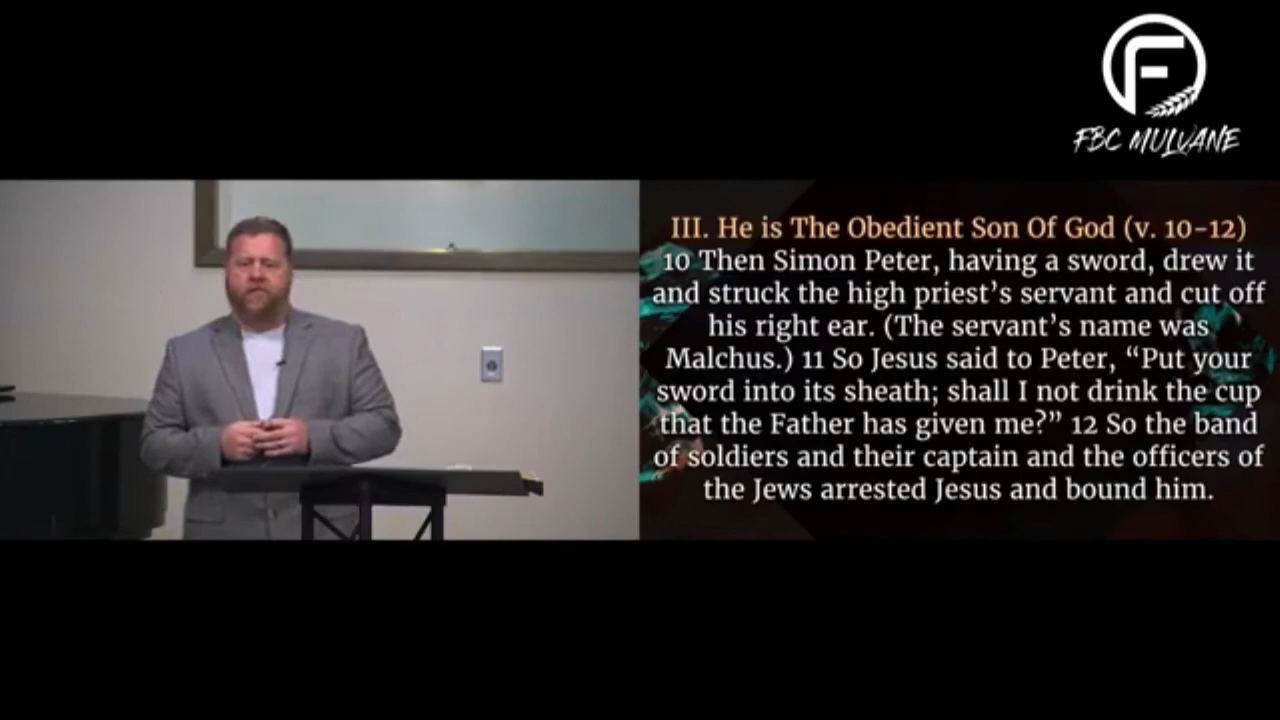 F
FBC MULVANE
III. He is The Obedient Son Of God (v. 10-12)
10 Then Simon Peter, having a sword, drew it
and struck the high priest’s servant and cut off
his right ear. (The servant’s name was
Malchus.) 11 So Jesus said to Peter, “Put your
sword into its sheath; shall I not drink the cup
that the Father has given me?” 12 So the band
of soldiers and their captain and the officers of
the Jews arrested Jesus and bound him.